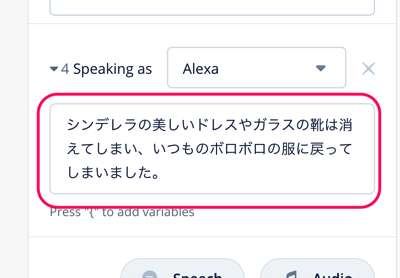 4 Speaking as
Alexa
シンデレラの美しいドレスやガラスの靴は消
えてしまい、いつものボロボロの服に戻って
しまいました。
Press "{" to add variables
Speech
Audio